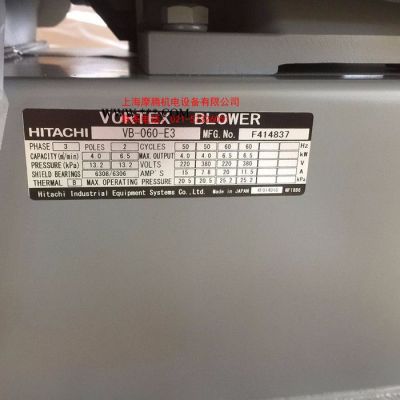 上海摩腾机电设备有限公司
VORTEX BLOWER
HITACHI VB-060-E3 MFG. No. F414837
PHASE 3 POLES 2 CYCLES 50 50 60 60 Hz
CAPACITY(m³/min) 4.0 6.5 MAX. OUTPUT 4.0 4.0 6.5 6.5 kW
PRESSURE(kPa) 13.2 13.2 VOLTS 220 380 220 380 V
SHIELD BEARINGS 6308/6306 AMP'S 15 7.8 20 11.5 A
THERMAL B MAX OPERATING PRESSURE 20.5 20.5 25.2 25.2 kPa
Hitachi Industrial Equipment Systems Co., Ltd. Made in JAPAN NF1886